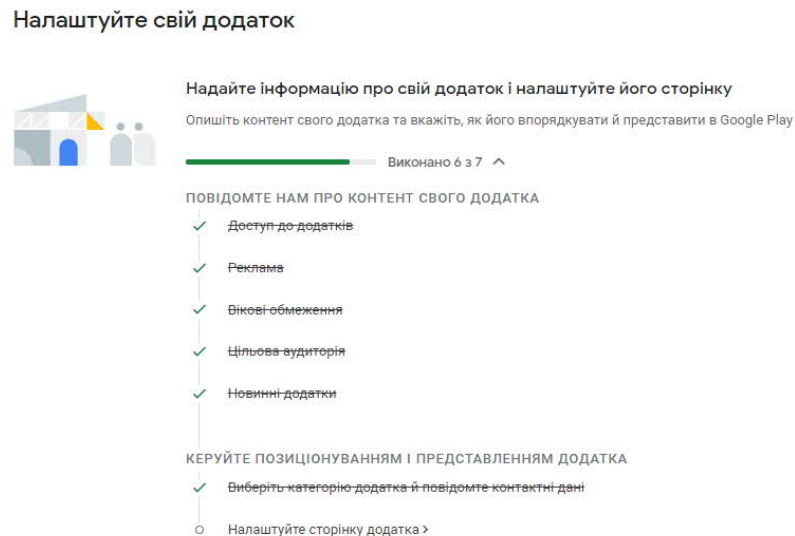 Налаштуйте свій додаток
Надайте інформацію про свій додаток і налаштуйте його сторінку
Опишіть контент свого додатка та вкажіть, як його впорядкувати й представити в Google Play
Виконано 6 з 7
ПОВІДОМТЕ НАМ ПРО КОНТЕНТ СВОГО ДОДАТКА
Доступ до додатків
Реклама
Вікові обмеження
Цільова аудиторія
Новинні додатки
КЕРУЙТЕ ПОЗИЦІОНУВАННЯМ І ПРЕДСТАВЛЕННЯМ ДОДАТКА
Виберіть категорію додатка й повідомте контактні дані
Налаштуйте сторінку додатка